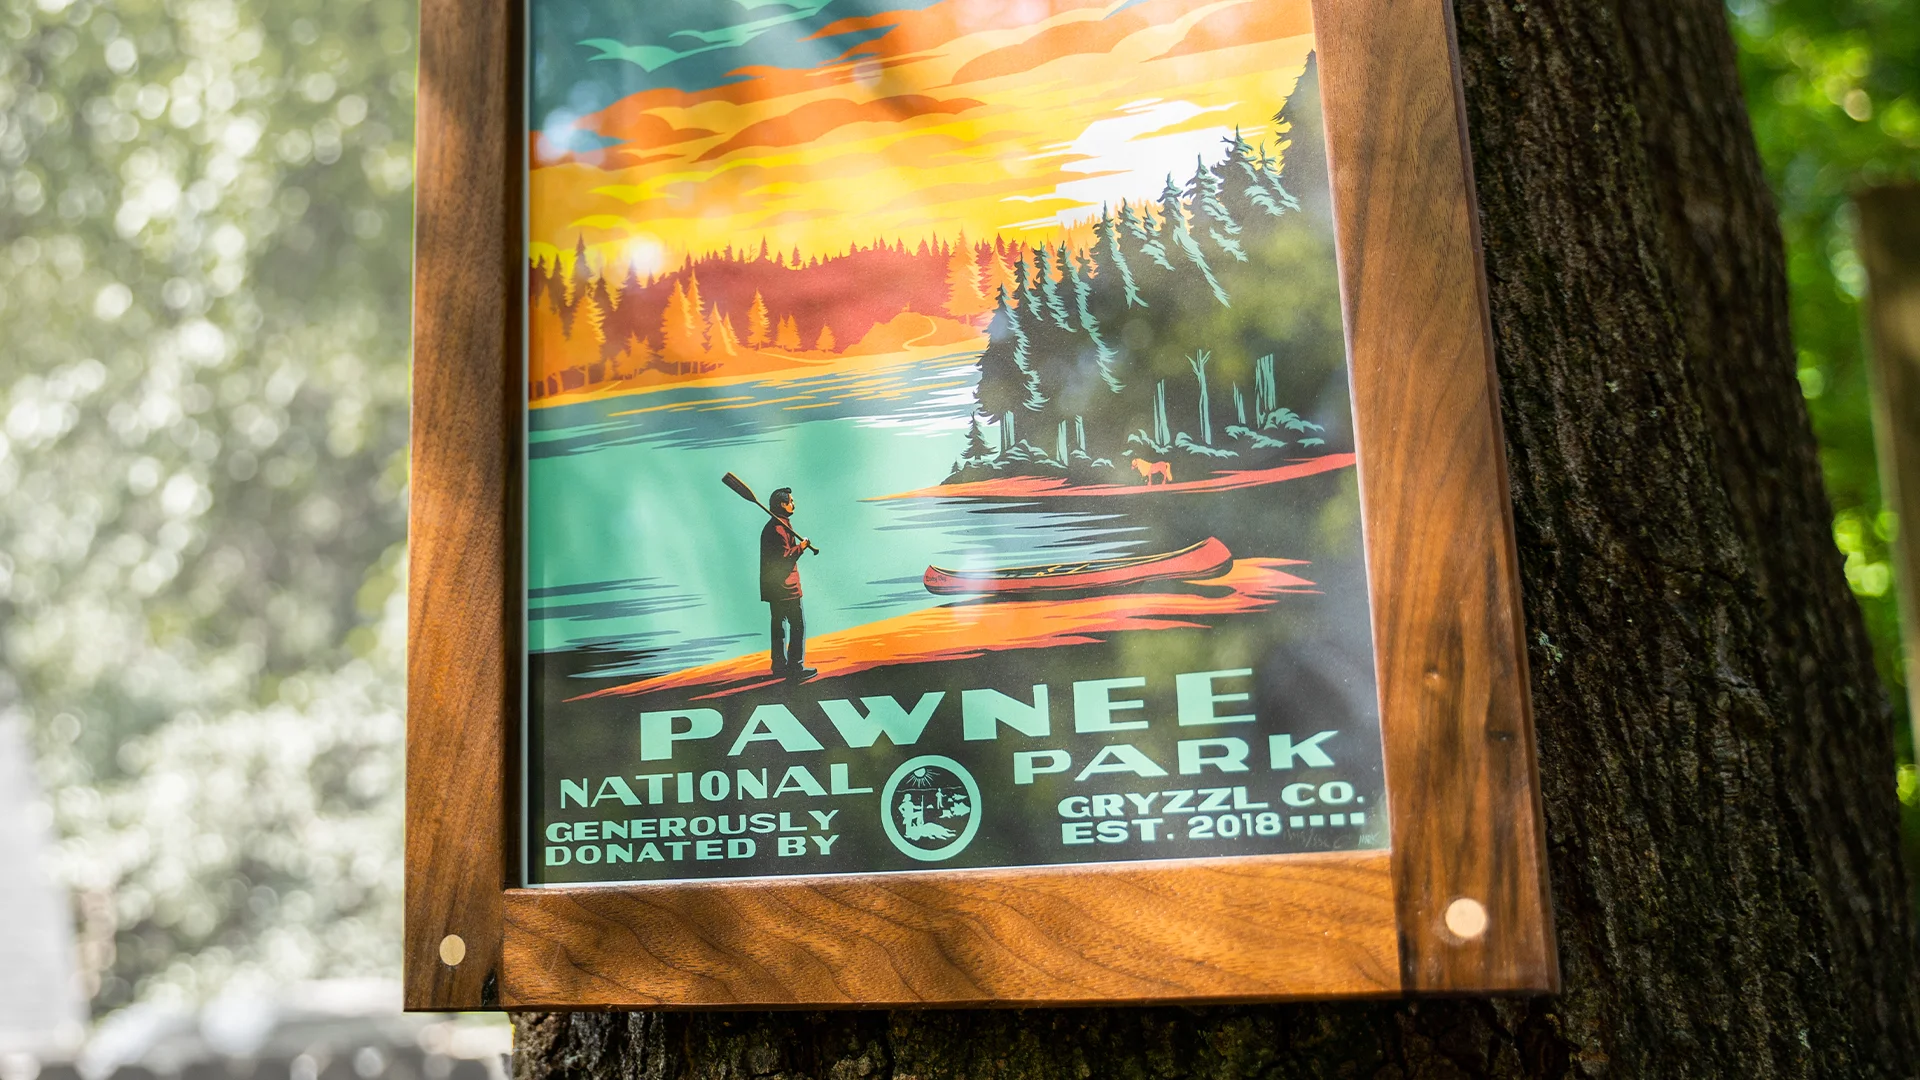 PAWNEE
NATIONAL PARK
GENEROUSLY
DONATED BY
GRYZZL CO.
EST. 2018